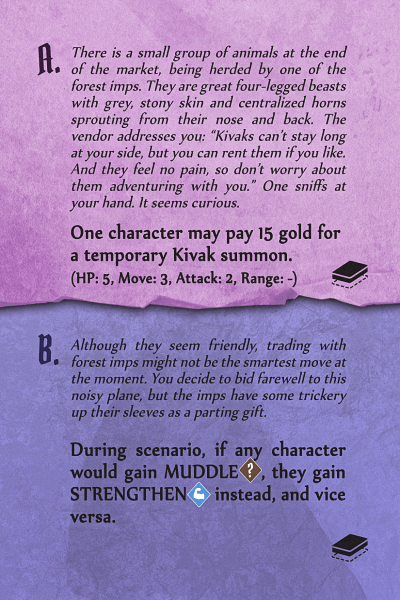 A.
There is a small group of animals at the end
of the market, being herded by one of the
forest imps. They are great four-legged beasts
with grey, stony skin and centralized horns
sprouting from their nose and back. The
vendor addresses you: “Kivaks can’t stay long
at your side, but you can rent them if you like.
And they feel no pain, so don’t worry about
them adventuring with you.” One sniffs at
your hand. It seems curious.
One character may pay 15 gold for
a temporary Kivak summon.
(HP: 5, Move: 3, Attack: 2, Range: -)
B.
Although they seem friendly, trading with
forest imps might not be the smartest move at
the moment. You decide to bid farewell to this
noisy plane, but the imps have some trickery
up their sleeves as a parting gift.
During scenario, if any character
would gain MUDDLE ?, they gain
STRENGTHEN instead, and vice
versa.